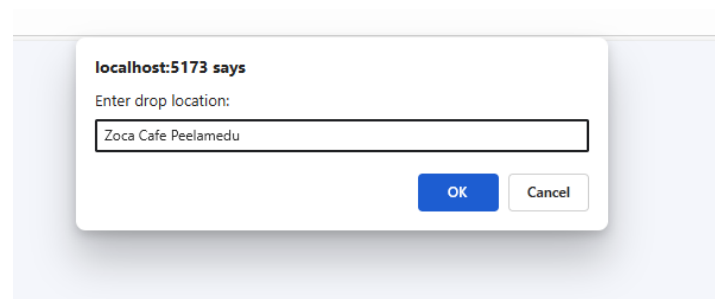 localhost:5173 says
Enter drop location:
Zoca Cafe Peelamedu
OK
Cancel